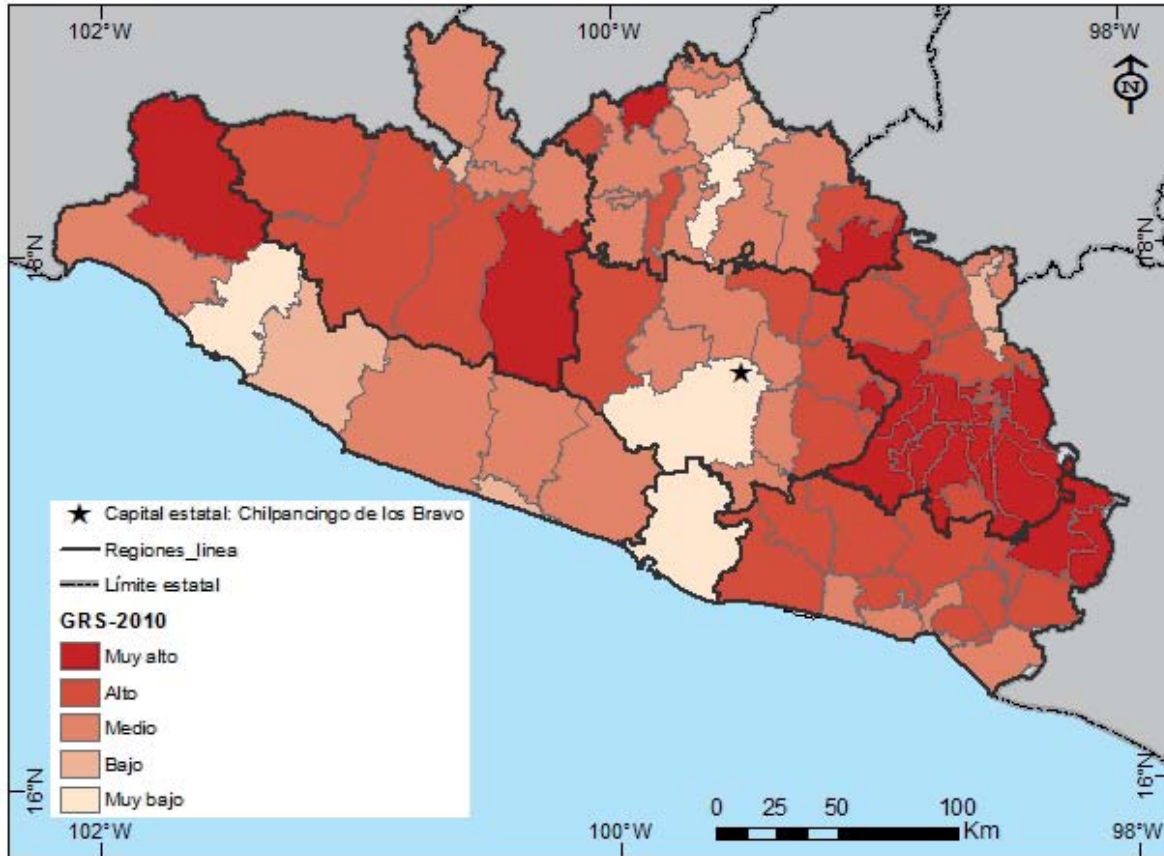 102°W
100°W
98°W
N
18°N
18°N
★ Capital estatal: Chilpancingo de los Bravo
Regiones_linea
Límite estatal
GRS-2010
Muy alto
Alto
Medio
Bajo
Muy bajo
16°N
16°N
0 25 50 100
Km
102°W
100°W
98°W